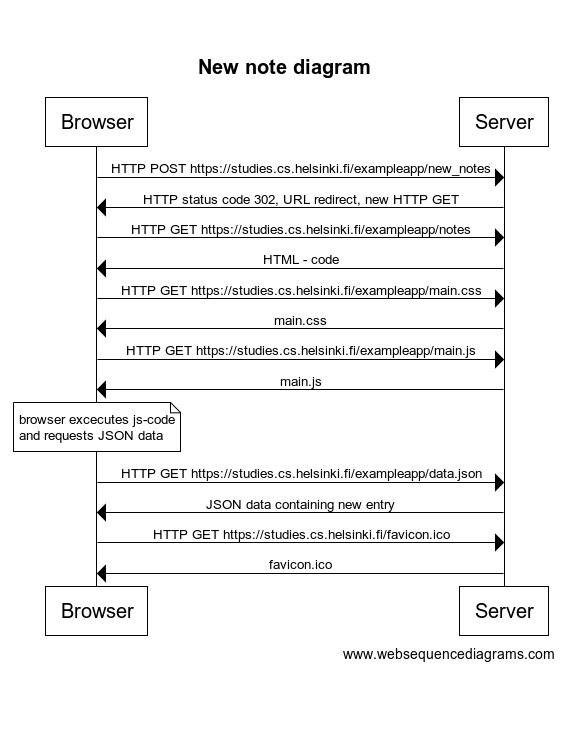 New note diagram
Browser
Server
HTTP POST https://studies.cs.helsinki.fi/exampleapp/new_notes
HTTP status code 302, URL redirect, new HTTP GET
HTTP GET https://studies.cs.helsinki.fi/exampleapp/notes
HTML - code
HTTP GET https://studies.cs.helsinki.fi/exampleapp/main.css
main.css
HTTP GET https://studies.cs.helsinki.fi/exampleapp/main.js
main.js
browser excecutes js-code
and requests JSON data
HTTP GET https://studies.cs.helsinki.fi/exampleapp/data.json
JSON data containing new entry
HTTP GET https://studies.cs.helsinki.fi/favicon.ico
favicon.ico
Browser
Server
www.websequencediagrams.com